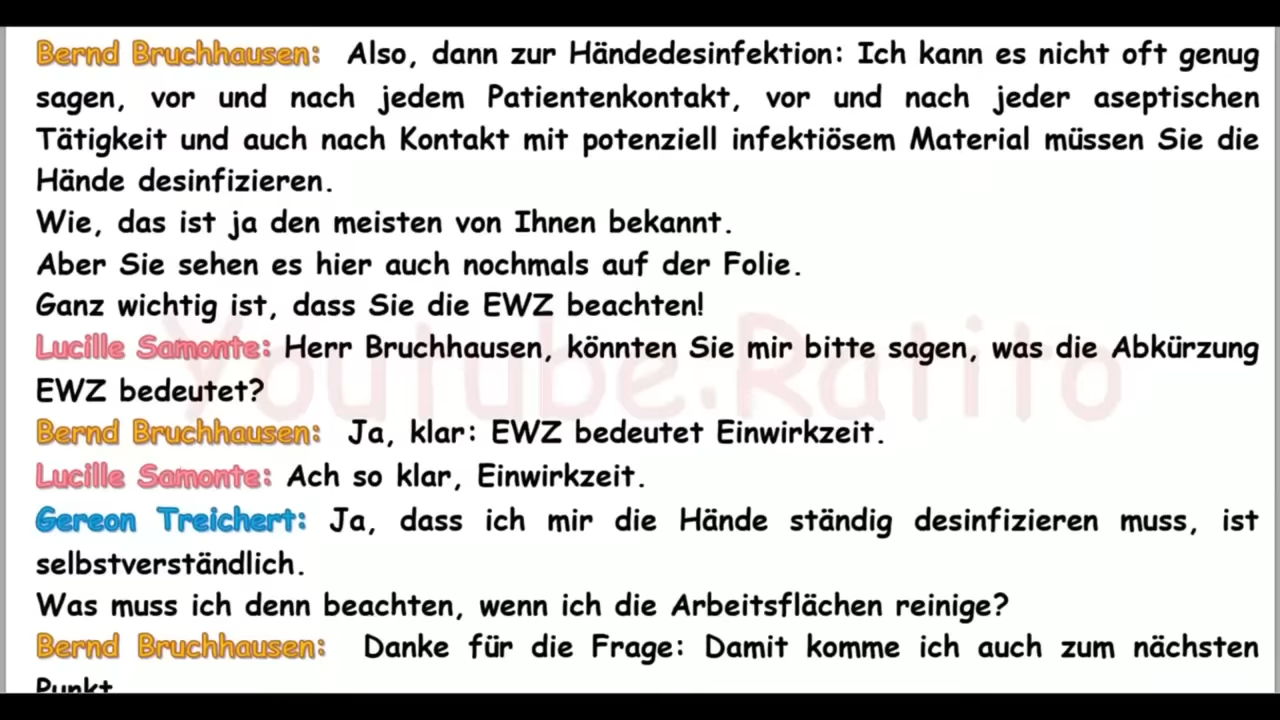 Bernd Bruchhausen: Also, dann zur Händedesinfektion: Ich kann es nicht oft genug
sagen, vor und nach jedem Patientenkontakt, vor und nach jeder aseptischen
Tätigkeit und auch nach Kontakt mit potenziell infektiösem Material müssen Sie die
Hände desinfizieren.
Wie, das ist ja den meisten von Ihnen bekannt.
Aber Sie sehen es hier auch nochmals auf der Folie.
Ganz wichtig ist, dass Sie die EWZ beachten!
Lucille Samonte: Herr Bruchhausen, könnten Sie mir bitte sagen, was die Abkürzung
EWZ bedeutet?
Youtube:Ratito
Bernd Bruchhausen: Ja, klar: EWZ bedeutet Einwirkzeit.
Lucille Samonte: Ach so klar, Einwirkzeit.
Gereon Treichert: Ja, dass ich mir die Hände ständig desinfizieren muss, ist
selbstverständlich.
Was muss ich denn beachten, wenn ich die Arbeitsflächen reinige?
Bernd Bruchhausen: Danke für die Frage: Damit komme ich auch zum nächsten
Punkt